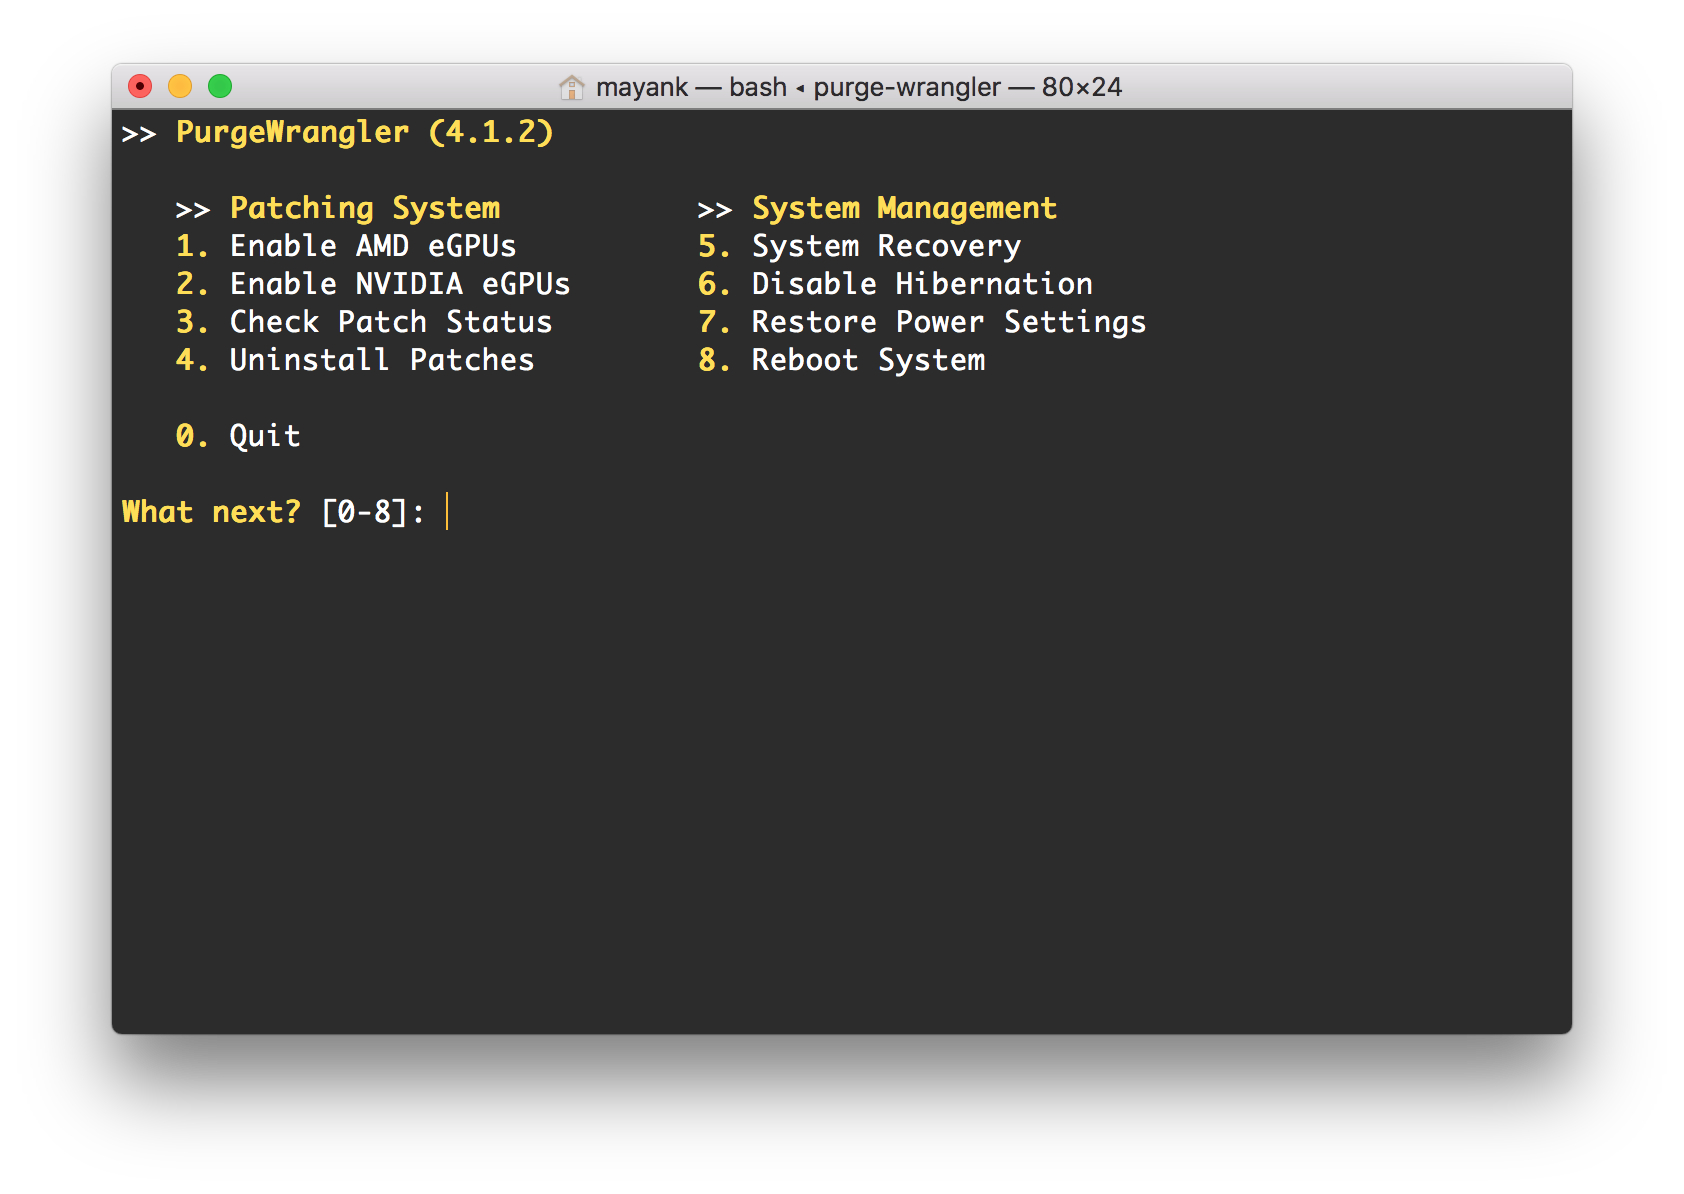 mayank — bash ◂ purge-wrangler — 80×24
>> PurgeWrangler (4.1.2)
>> Patching System >> System Management
1. Enable AMD eGPUs 5. System Recovery
2. Enable NVIDIA eGPUs 6. Disable Hibernation
3. Check Patch Status 7. Restore Power Settings
4. Uninstall Patches 8. Reboot System
0. Quit
What next? [0-8]: